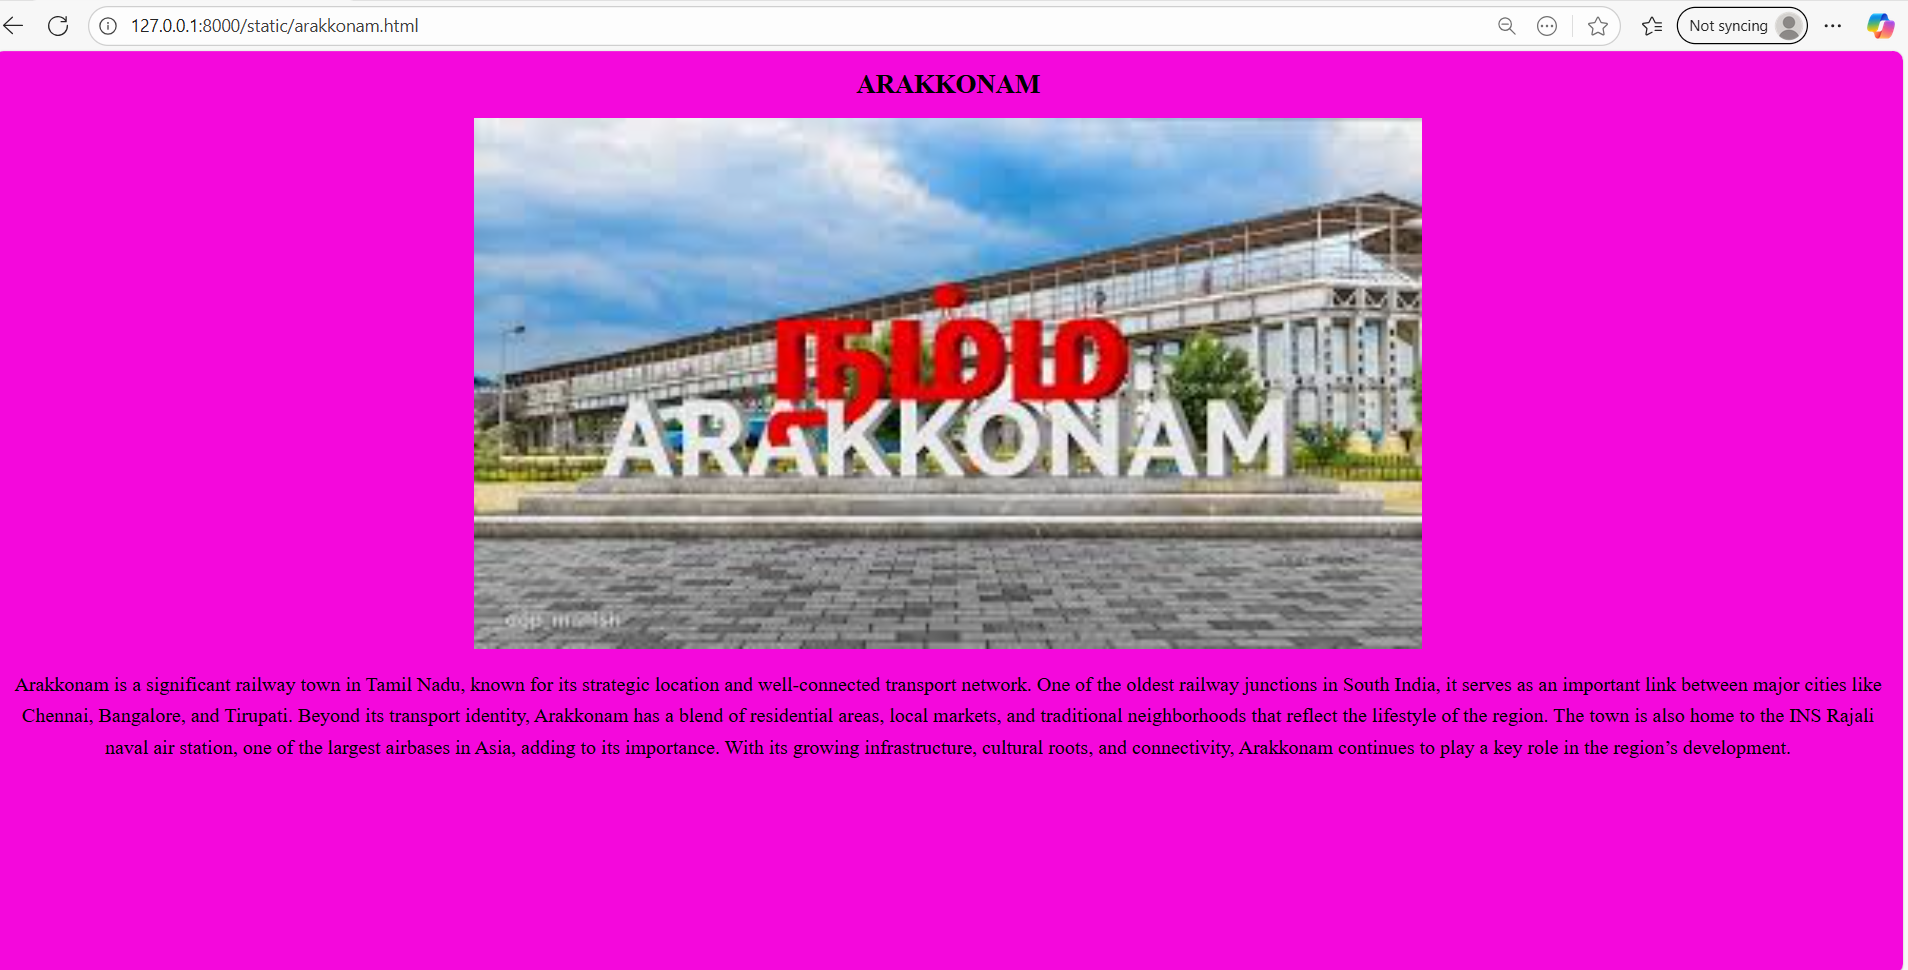 127.0.0.1:8000/static/arakkonam.html
Not syncing
ARAKKONAM
நம்ம
ARAKKONAM
Arakkonam is a significant railway town in Tamil Nadu, known for its strategic location and well-connected transport network. One of the oldest railway junctions in South India, it serves as an important link between major cities like
Chennai, Bangalore, and Tirupati. Beyond its transport identity, Arakkonam has a blend of residential areas, local markets, and traditional neighborhoods that reflect the lifestyle of the region. The town is also home to the INS Rajali
naval air station, one of the largest airbases in Asia, adding to its importance. With its growing infrastructure, cultural roots, and connectivity, Arakkonam continues to play a key role in the region’s development.